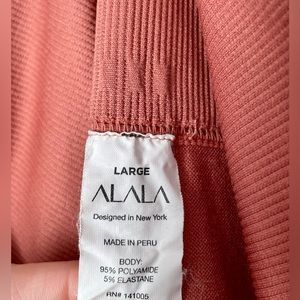 LARGE
ALALA
Designed in New York
MADE IN PERU
BODY:
95% POLYAMIDE
5% ELASTANE
RN# 141005